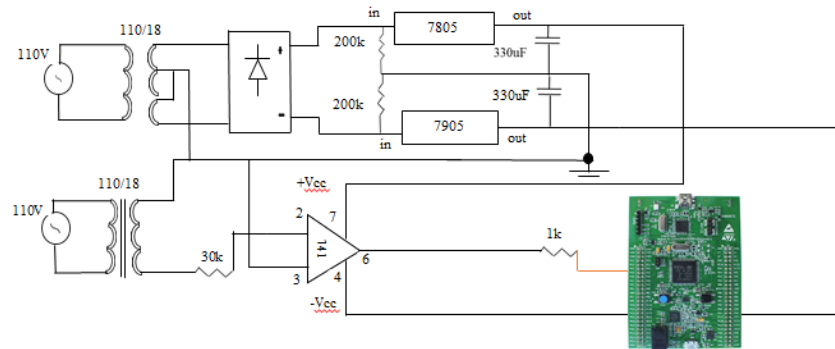 in
7805
out
110/18
110V
200k
330uF
200k
330uF
7905
in
out
110/18
110V
+Vcc
2
7
30k
741
6
1k
3
4
-Vcc